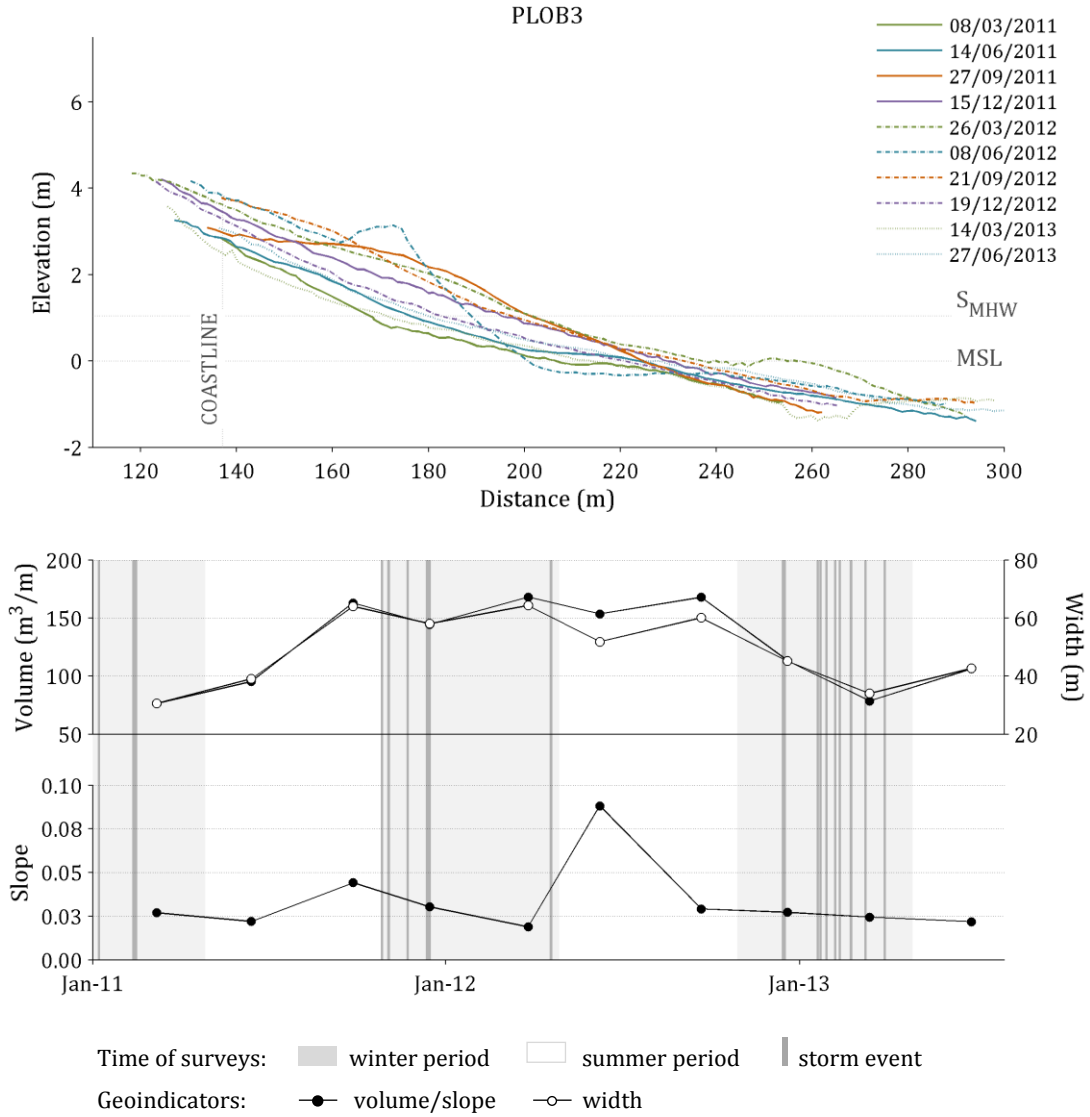 PLOB3
08/03/2011
14/06/2011
27/09/2011
15/12/2011
26/03/2012
08/06/2012
21/09/2012
19/12/2012
14/03/2013
27/06/2013
Elevation (m)
6
4
2
0
-2
COASTLINE
SMHW
MSL
120 140 160 180 200 220 240 260 280 300
Distance (m)
Volume (m³/m)
200
150
100
50
80
60
40
20
Width (m)
Slope
0.10
0.08
0.05
0.03
0.00
Jan-11 Jan-12 Jan-13
Time of surveys: winter period summer period storm event
Geoindicators: volume/slope width